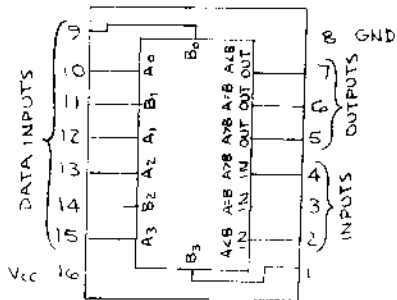 DATA INPUTS
9
10
11
12
13
14
15
Vcc 16
B0
A0
B1
A1
A2
B2
A3
B3
A<B OUT
A=B OUT
A>B OUT
A>B IN
A=B IN
A<B
8 GND
7
6
5
4
3
2
1
OUTPUTS
INPUTS